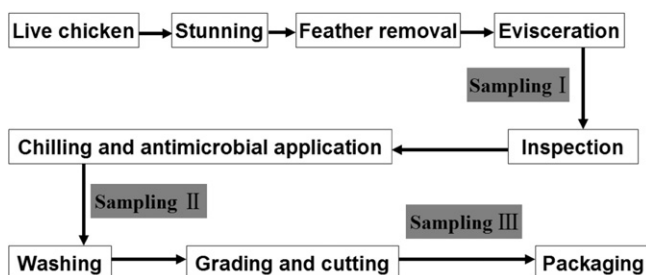 Live chicken
Stunning
Feather removal
Evisceration
Sampling Ⅰ
Chilling and antimicrobial application
Inspection
Sampling Ⅱ
Sampling Ⅲ
Washing
Grading and cutting
Packaging